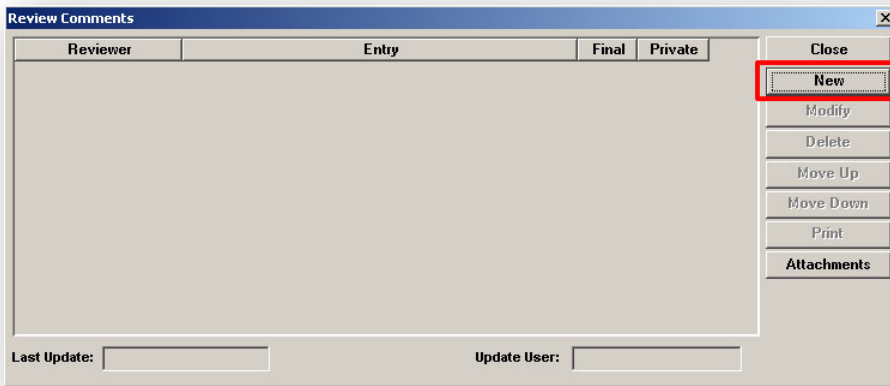 Review Comments
Reviewer Entry Final Private
Close
New
Modify
Delete
Move Up
Move Down
Print
Attachments
Last Update: Update User: